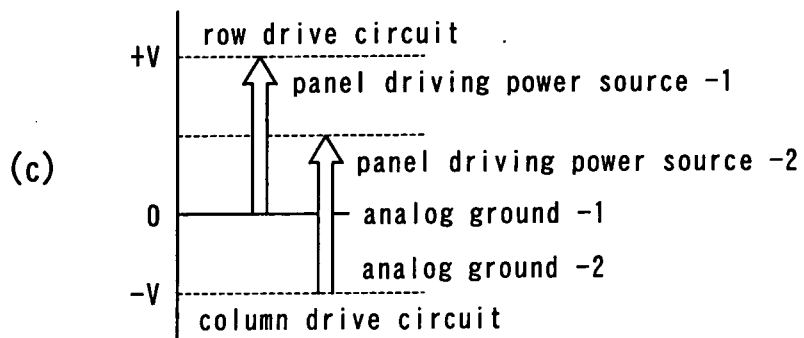 row drive circuit
+V
panel driving power source -1
(c)
panel driving power source -2
0
analog ground -1
analog ground -2
-V
column drive circuit